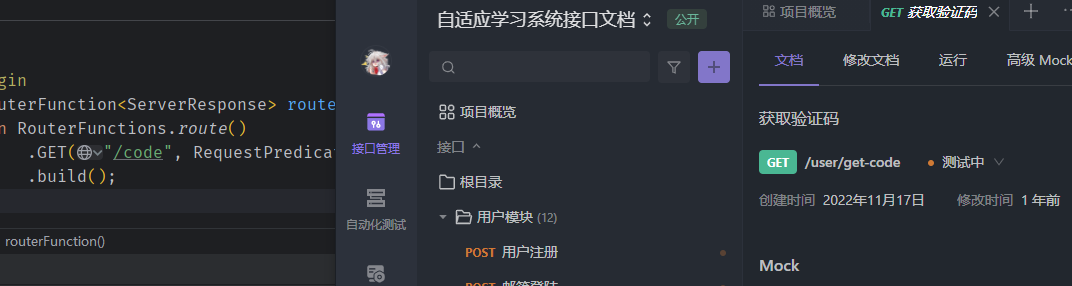 gin
uterFunction<ServerResponse> route
n RouterFunctions.route()
.GET("/code", RequestPredica
.build();
routerFunction()
接口管理
自动化测试
自适应学习系统接口文档 公开
项目概览
接口
根目录
用户模块 (12)
POST 用户注册
邮箱登陆
项目概览 GET 获取验证码
文档 修改文档 运行 高级 Mock
获取验证码
GET /user/get-code 测试中
创建时间 2022年11月17日 修改时间 1 年前
Mock